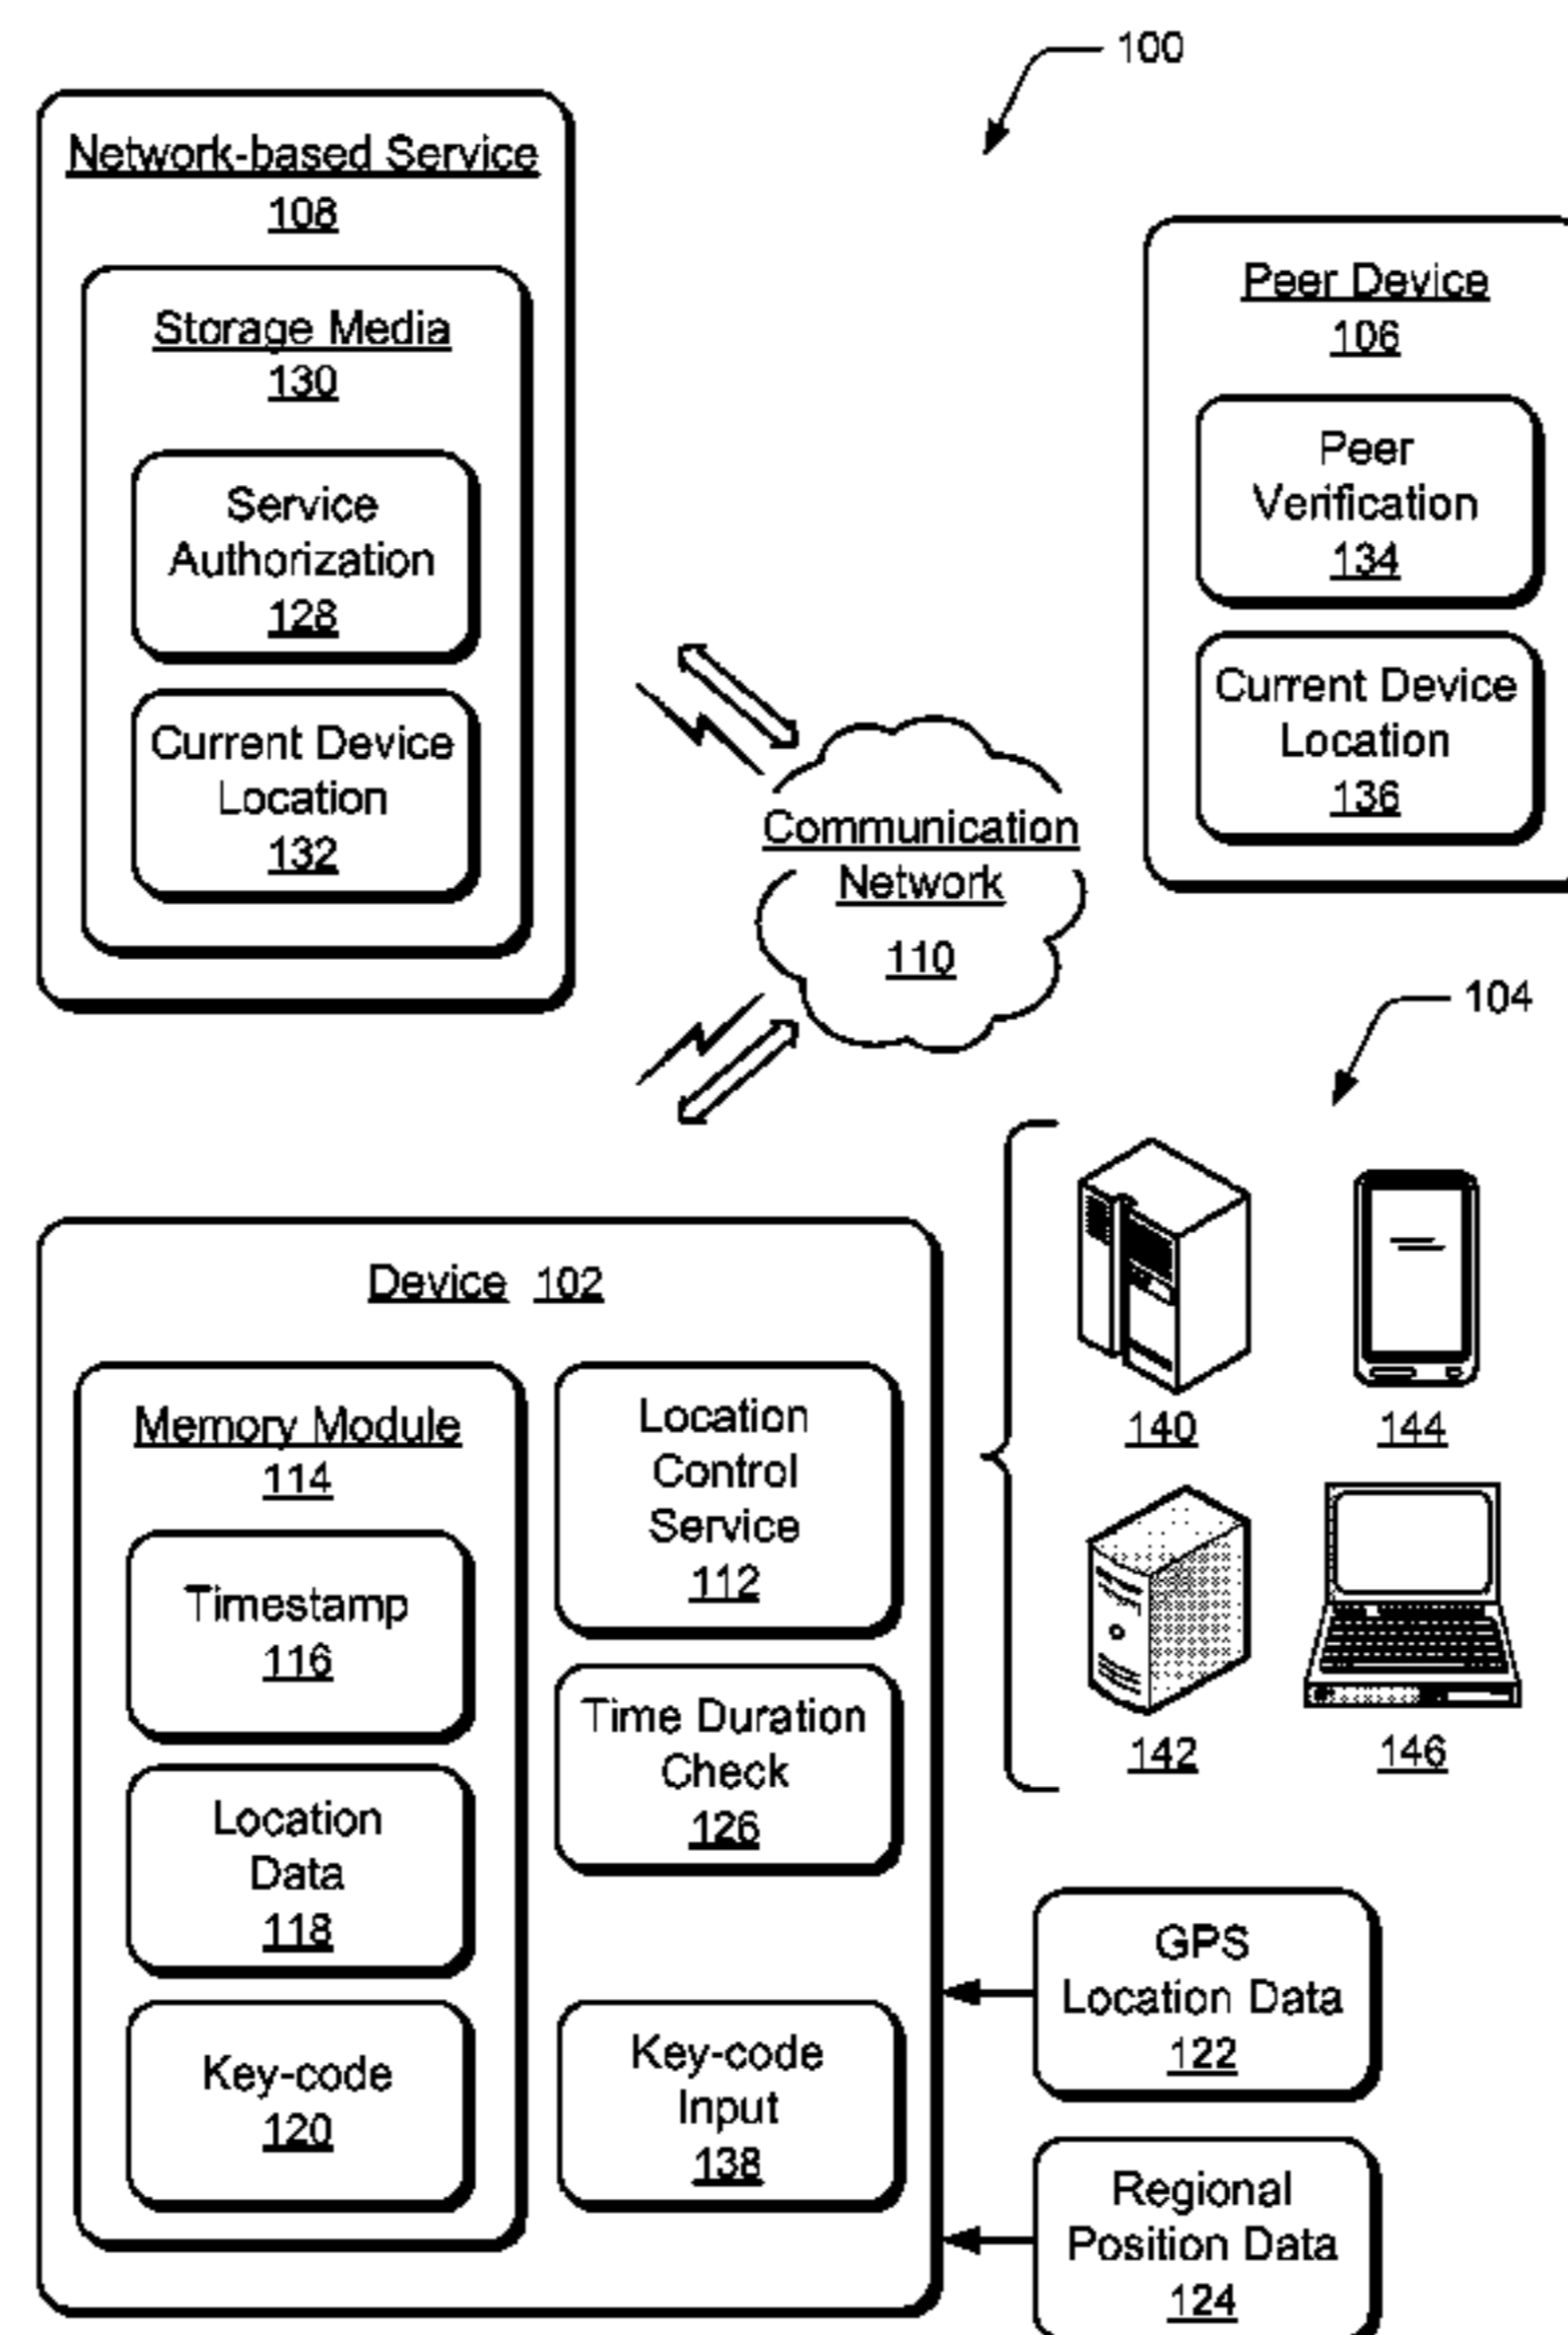 100
Network-based Service
108
Storage Media
130
Service
Authorization
128
Current Device
Location
132
Peer Device
106
Peer
Verification
134
Current Device
Location
136
Communication
Network
110
104
Device 102
Memory Module
114
Timestamp
116
Location
Data
118
Key-code
120
Location
Control
Service
112
Time Duration
Check
126
Key-code
Input
138
140
144
142
146
GPS
Location Data
122
Regional
Position Data
124